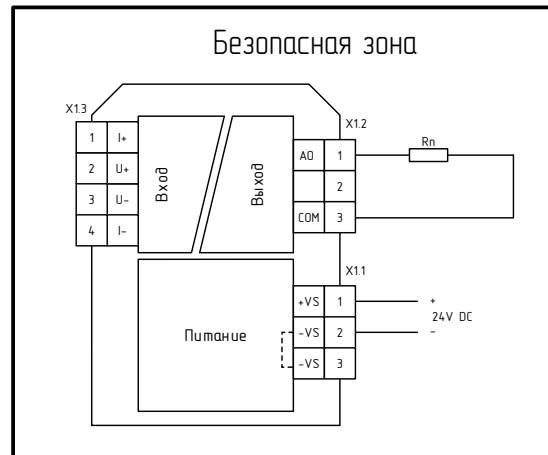 Безопасная зона
X1.3
X1.2
1 I+
2 U+
3 U-
4 I-
Вход
Выход
AO 1
2
COM 3
Rn
X1.1
Питание
+VS 1
-VS 2
-VS 3
+
24V DC
-